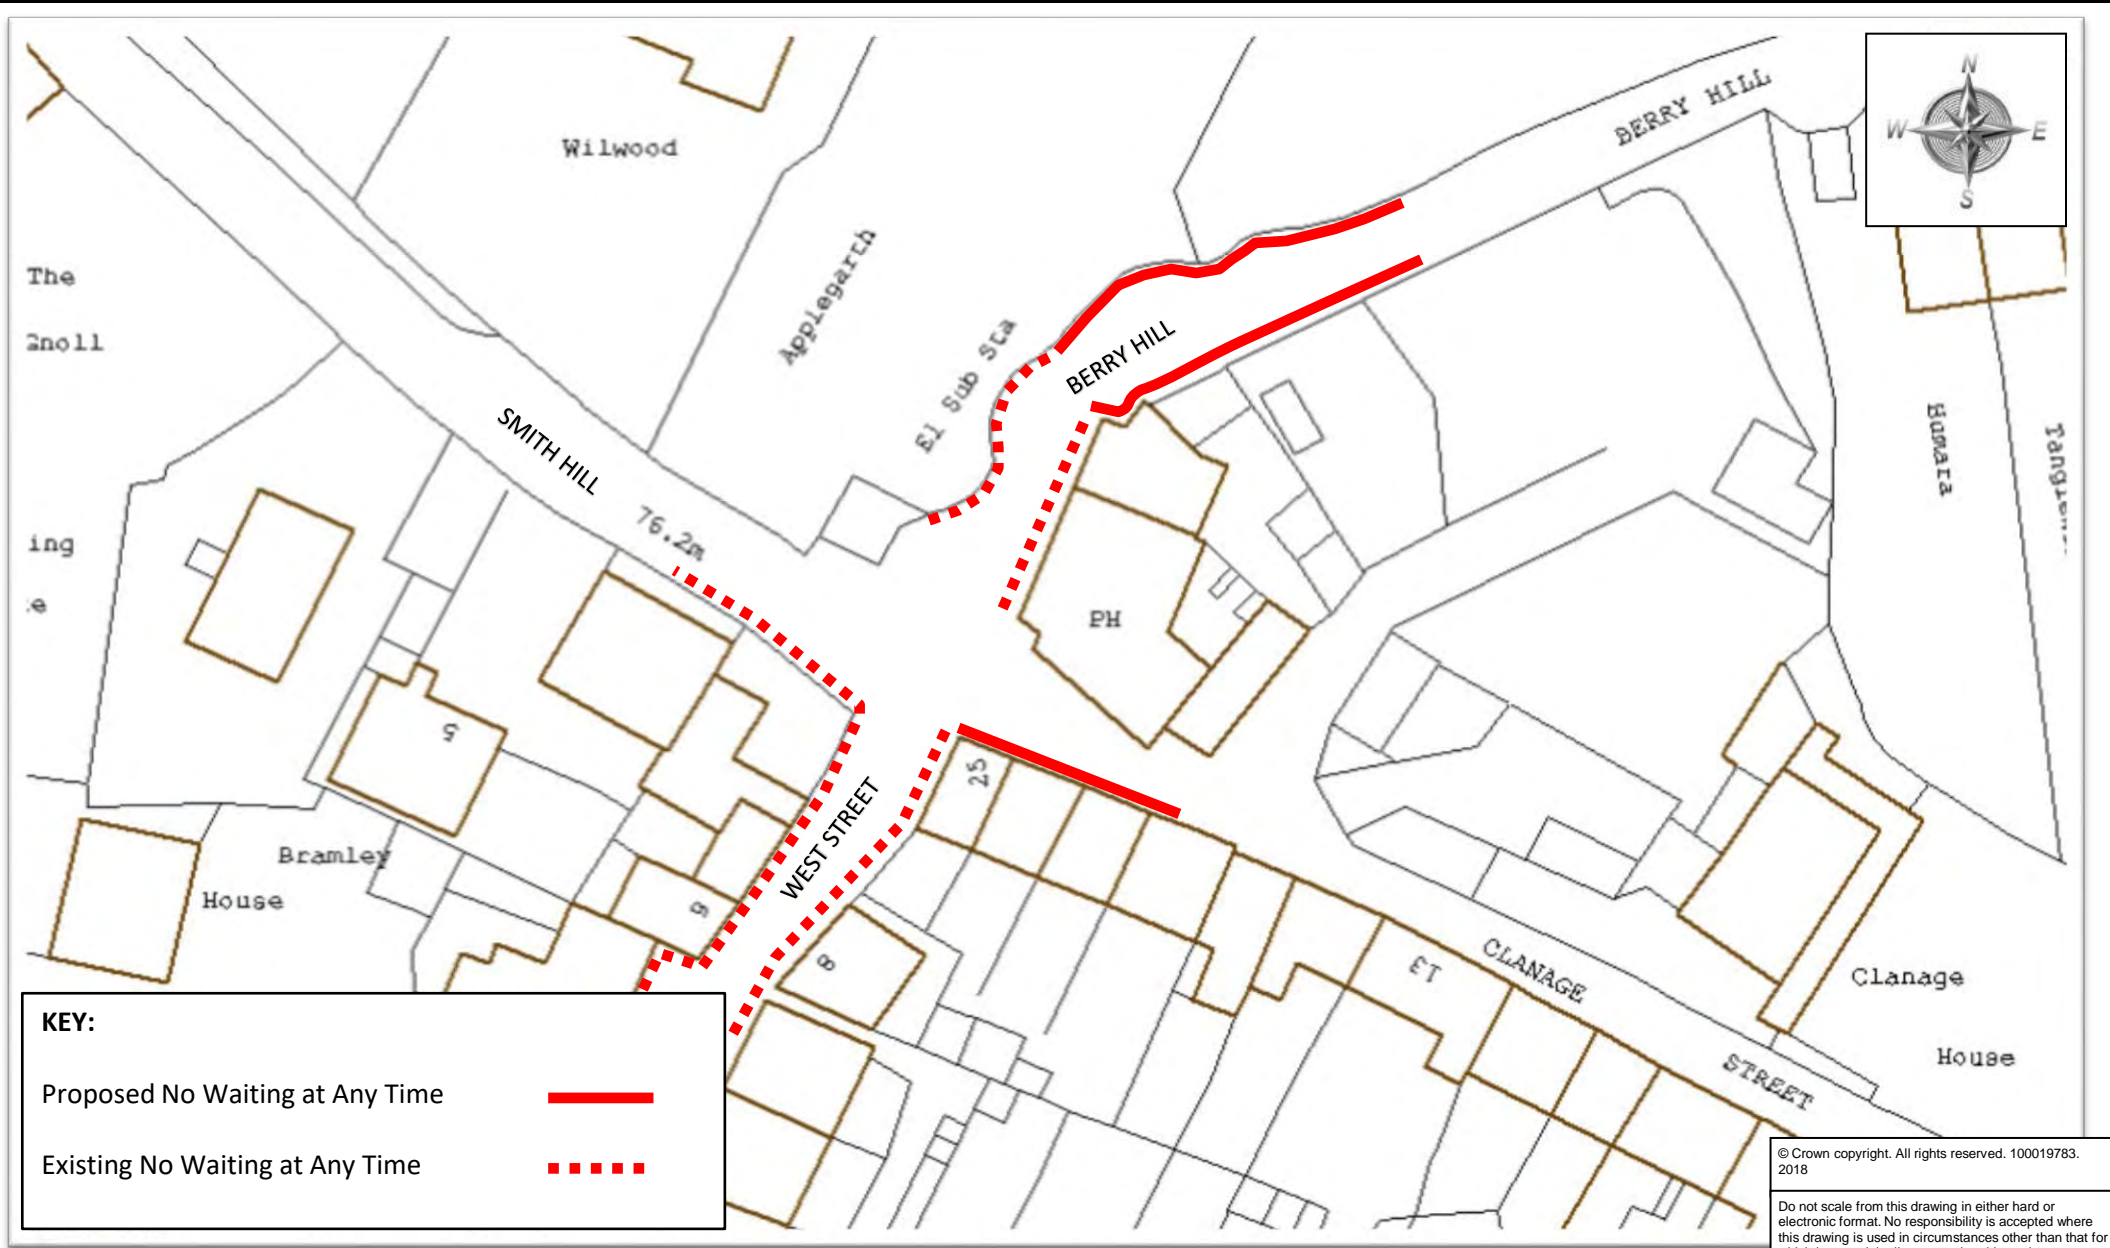 N
W E
S
BERRY HILL
Wilwood
Applegarth
El Sub Sta
The
BERRY HILL
SMITH HILL
76.2m
ing
PH
Humara
5
25
WEST STREET
Bramley
House
5
8
13
CLANAGE
STREET
Clanage
House
KEY:
Proposed No Waiting at Any Time
Existing No Waiting at Any Time
© Crown copyright. All rights reserved. 100019783.
2018
Do not scale from this drawing in either hard or
electronic format. No responsibility is accepted where
this drawing is used in circumstances other than that for